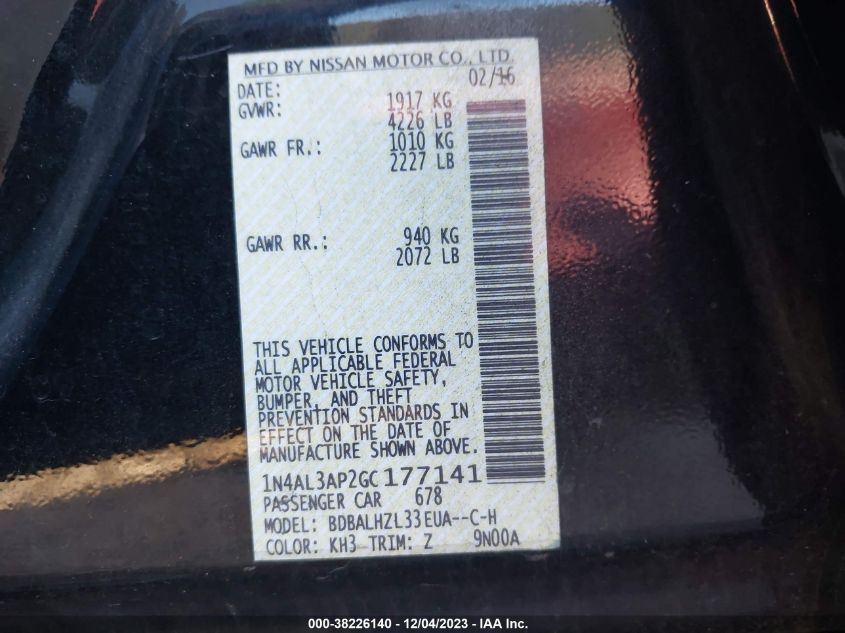 MFD BY NISSAN MOTOR CO., LTD.
DATE: 02/16
GVWR: 1917 KG
4226 LB
GAWR FR.: 1010 KG
2227 LB
GAWR RR.: 940 KG
2072 LB
THIS VEHICLE CONFORMS TO
ALL APPLICABLE FEDERAL
MOTOR VEHICLE SAFETY,
BUMPER, AND THEFT
PREVENTION STANDARDS IN
EFFECT ON THE DATE OF
MANUFACTURE SHOWN ABOVE.
1N4AL3AP2GC177141
PASSENGER CAR 678
MODEL: BDBALHZL33EUA--C-H
COLOR: KH3 TRIM: Z 9N00A
000-38226140 - 12/04/2023 - IAA Inc.